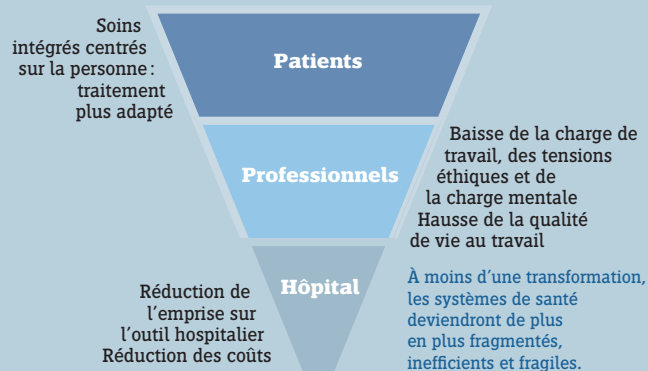 Soins
intégrés centrés
sur la personne :
traitement
plus adapté
Patients
Professionnels
Baisse de la charge de
travail, des tensions
éthiques et de
la charge mentale
Hausse de la qualité
de vie au travail
Hôpital
Réduction de
l'emprise sur
l'outil hospitalier
Réduction des coûts
À moins d'une transformation,
les systèmes de santé
deviendront de plus
en plus fragmentés,
inefficients et fragiles.